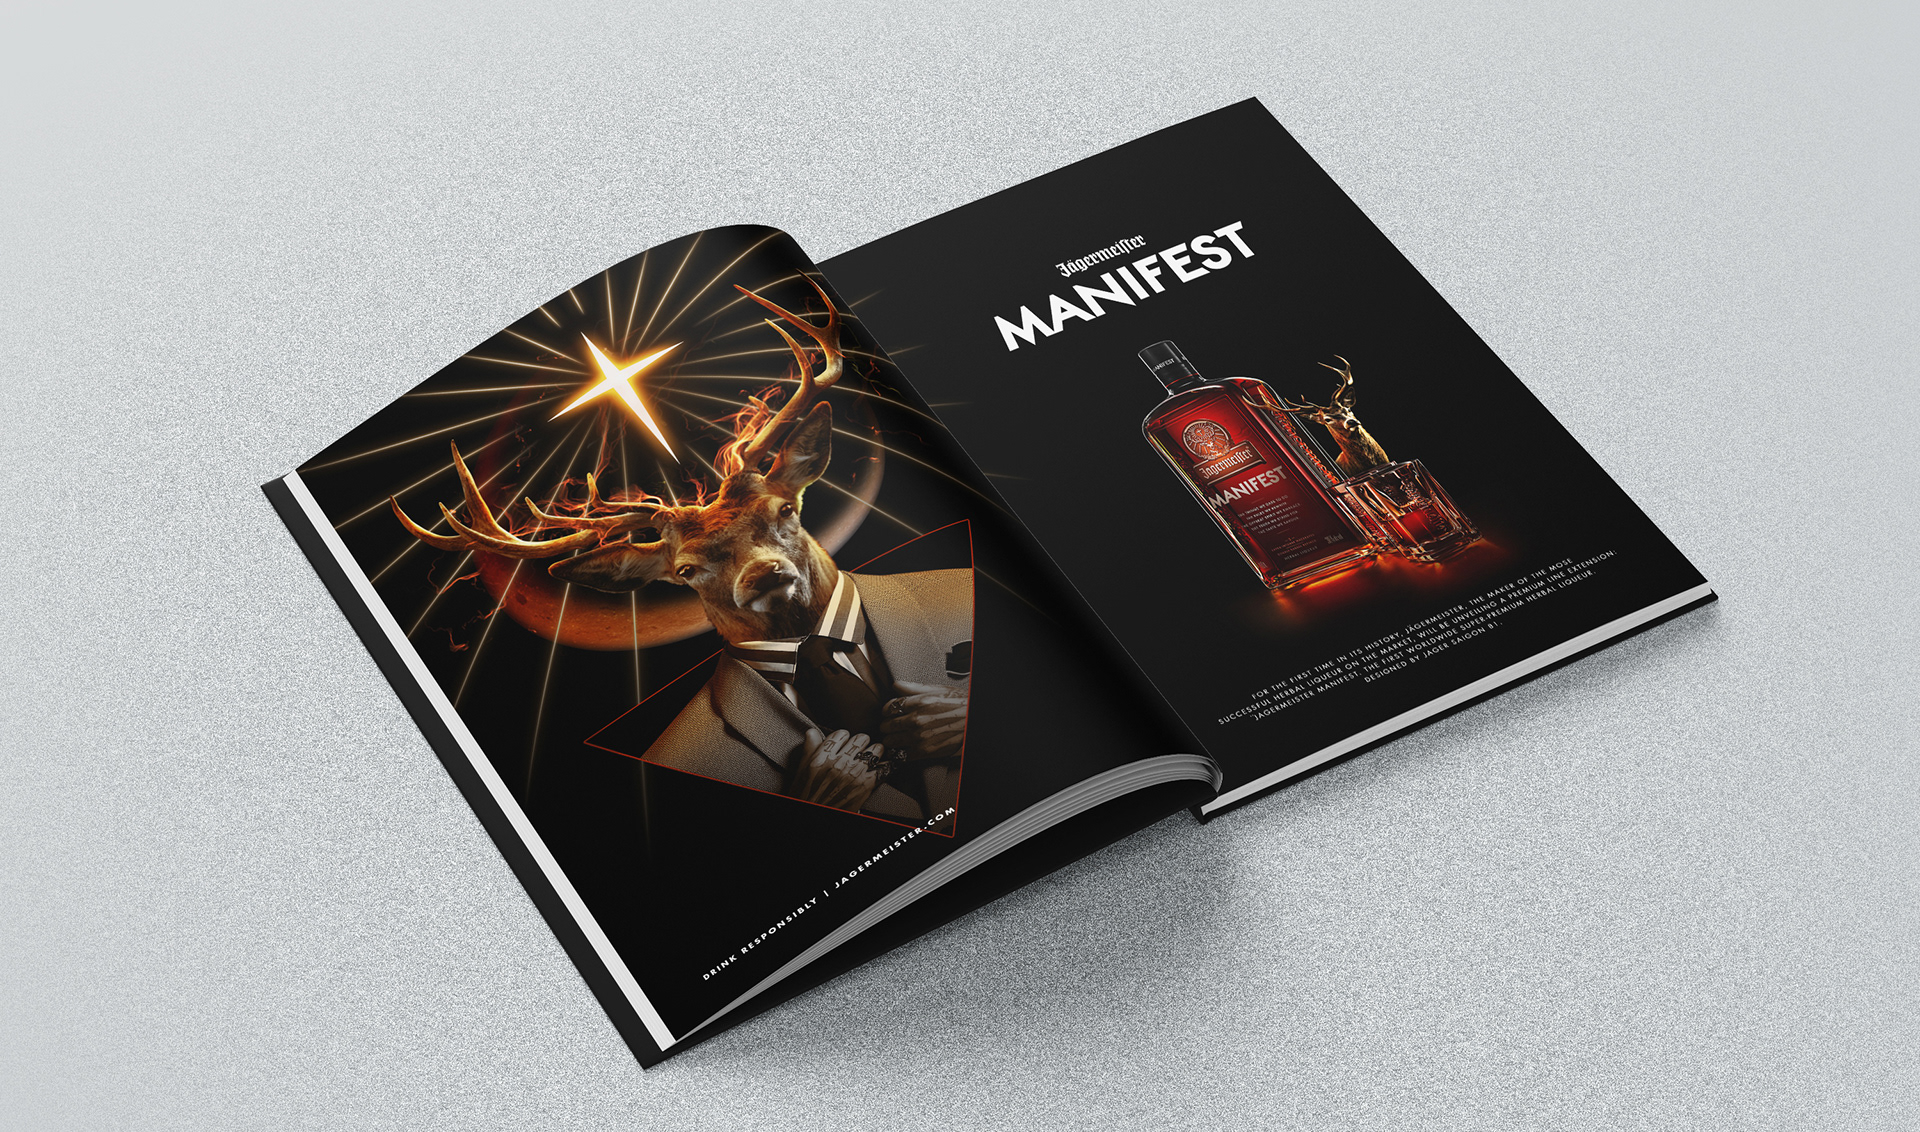 DRINK RESPONSIBLY | JAGERMEISTER.COM
Jägermeister
MANIFEST
MANIFEST
Jägermeister
MANIFEST
FOR THE FIRST TIME IN ITS HISTORY, JÄGERMEISTER, THE MAKER OF THE MOSE
SUCCESSFUL HERBAL LIQUEUR ON THE MARKET, WILL BE UNVEILING A PREMIUM LINE EXTENSION:
JÄGERMEISTER MANIFEST. THE FIRST WORLDWIDE SUPER-PREMIUM HERBAL LIQUEUR.
DESIGNED BY JAGER SAIGON 81.